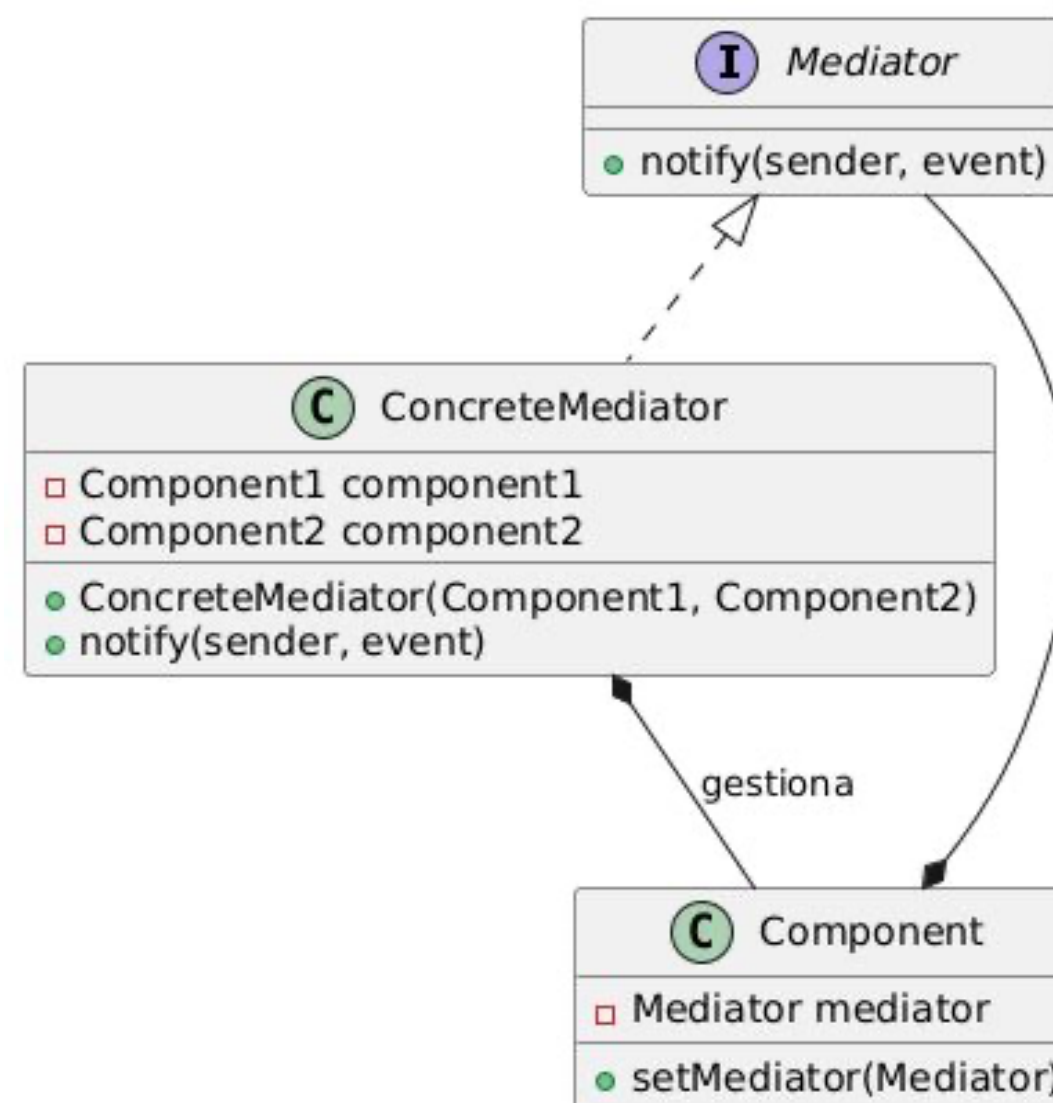 I Mediator
notify(sender, event)
C ConcreteMediator
Component1 component1
Component2 component2
ConcreteMediator(Component1, Component2)
notify(sender, event)
gestiona
C Component
Mediator mediator
setMediator(Mediator)